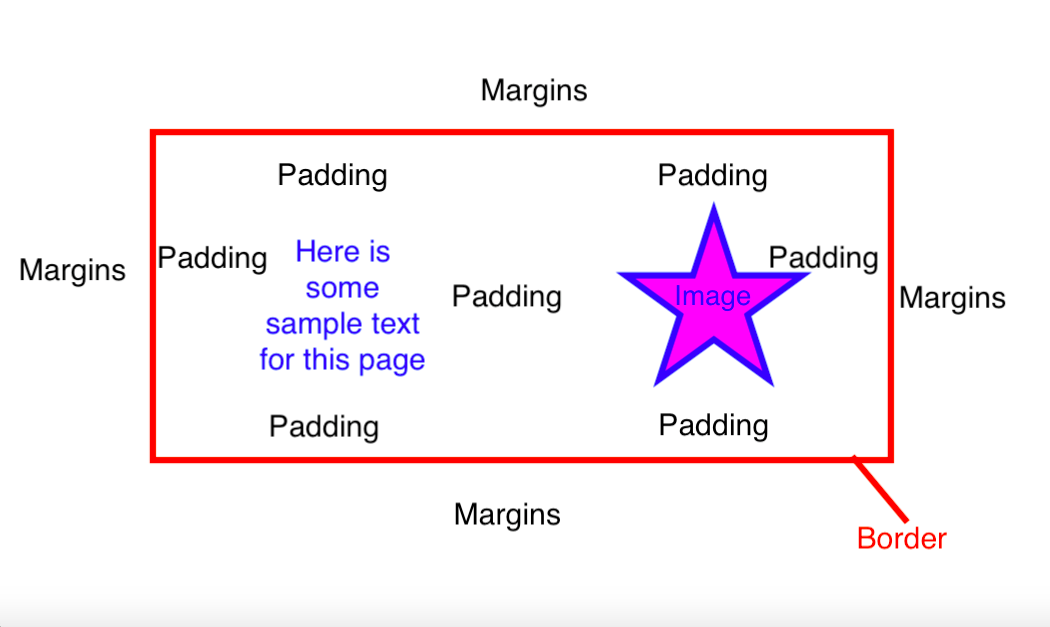 Margins
Padding
Padding
Margins
Padding
Here is
some
sample text
for this page
Padding
Image
Padding
Margins
Padding
Padding
Margins
Border